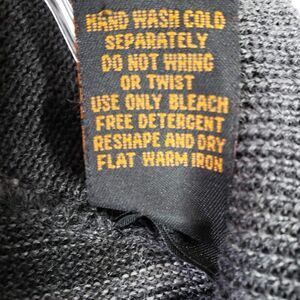 HAND WASH COLD
SEPARATELY
DO NOT WRING
OR TWIST
USE ONLY BLEACH
FREE DETERGENT
RESHAPE AND DRY
FLAT WARM IRON